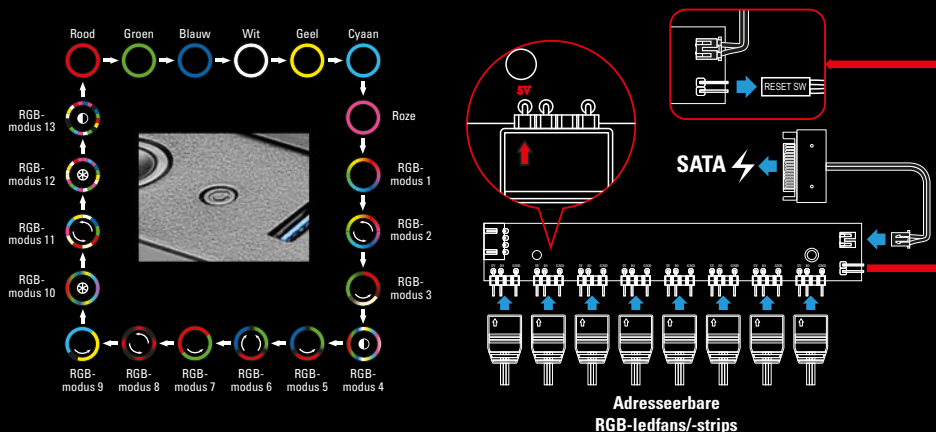 Rood
Groen
Blauw
Wit
Geel
Cyaan
Roze
RGB-
modus 1
RGB-
modus 2
RGB-
modus 3
RGB-
modus 4
RGB-
modus 5
RGB-
modus 6
RGB-
modus 7
RGB-
modus 8
RGB-
modus 9
RGB-
modus 10
RGB-
modus 11
RGB-
modus 12
RGB-
modus 13
5V
RESET SW
SATA
Adresseerbare
RGB-ledfans/-strips